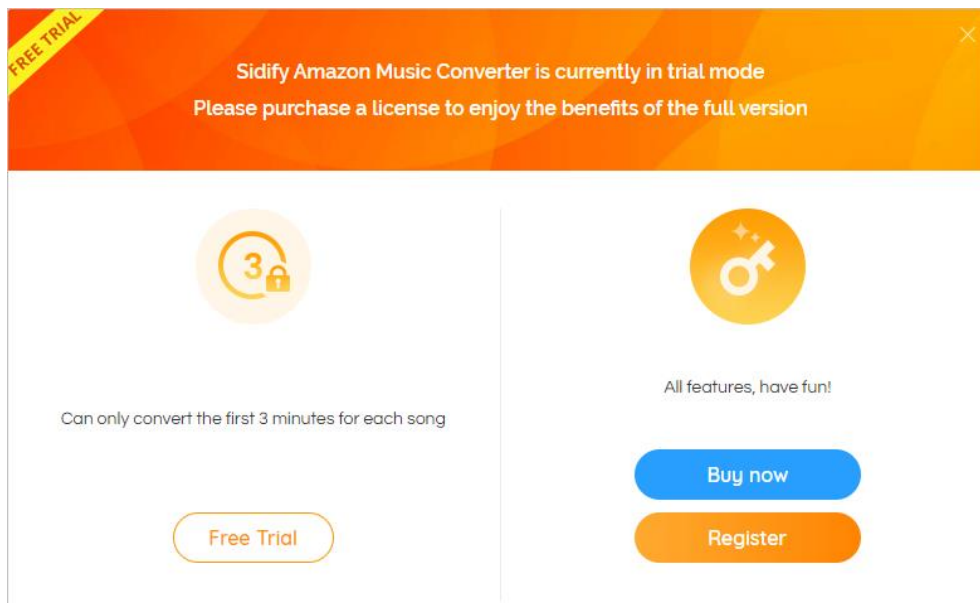 FREE TRIAL
Sidify Amazon Music Converter is currently in trial mode
Please purchase a license to enjoy the benefits of the full version
3
Can only convert the first 3 minutes for each song
Free Trial
All features, have fun!
Buy now
Register